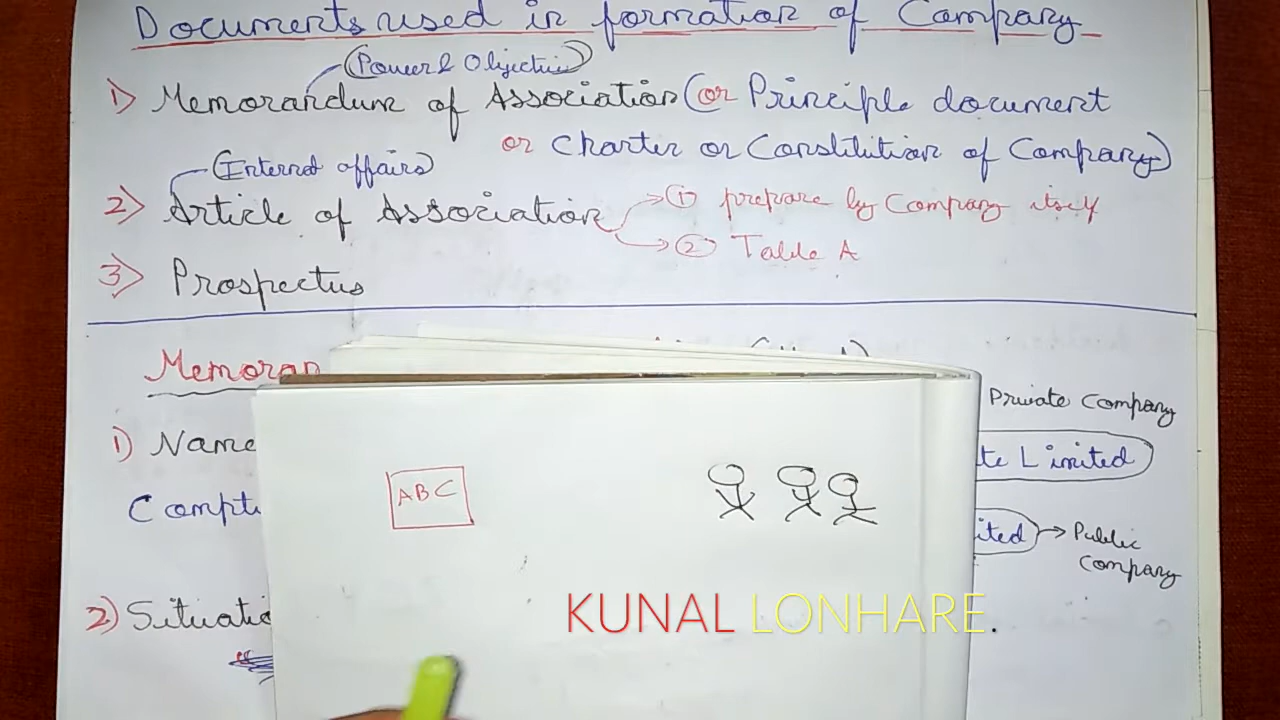 Documents used in formation of Company
(Power & Objective)
1) Memorandum of Association (or Principle document
or Charter or Constitution of Company)
(Internal affairs)
2) Article of Association → ① prepare by Company itself
→ ② Table A
3) Prospectus
Memoran
Private Company
1) Name
te Limited
ABC
Compt
ited → Public Company
2) Situatio
KUNAL LONHARE.